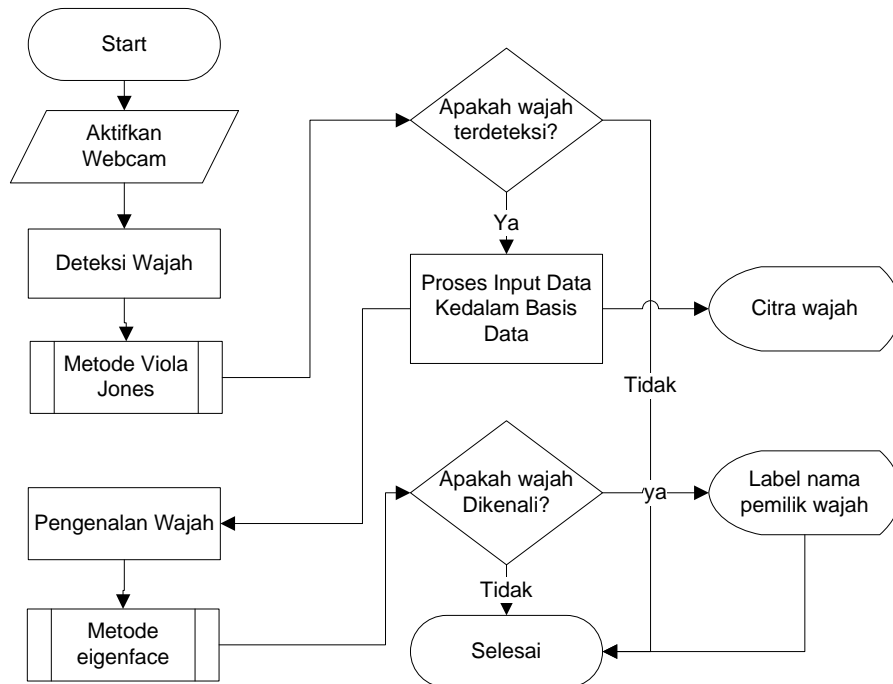 Start
Aktifkan
Webcam
Deteksi Wajah
Metode Viola
Jones
Apakah wajah
terdeteksi?
Ya
Proses Input Data
Kedalam Basis
Data
Citra wajah
Tidak
Pengenalan Wajah
Metode
eigenface
Apakah wajah
Dikenali?
ya
Label nama
pemilik wajah
Tidak
Selesai